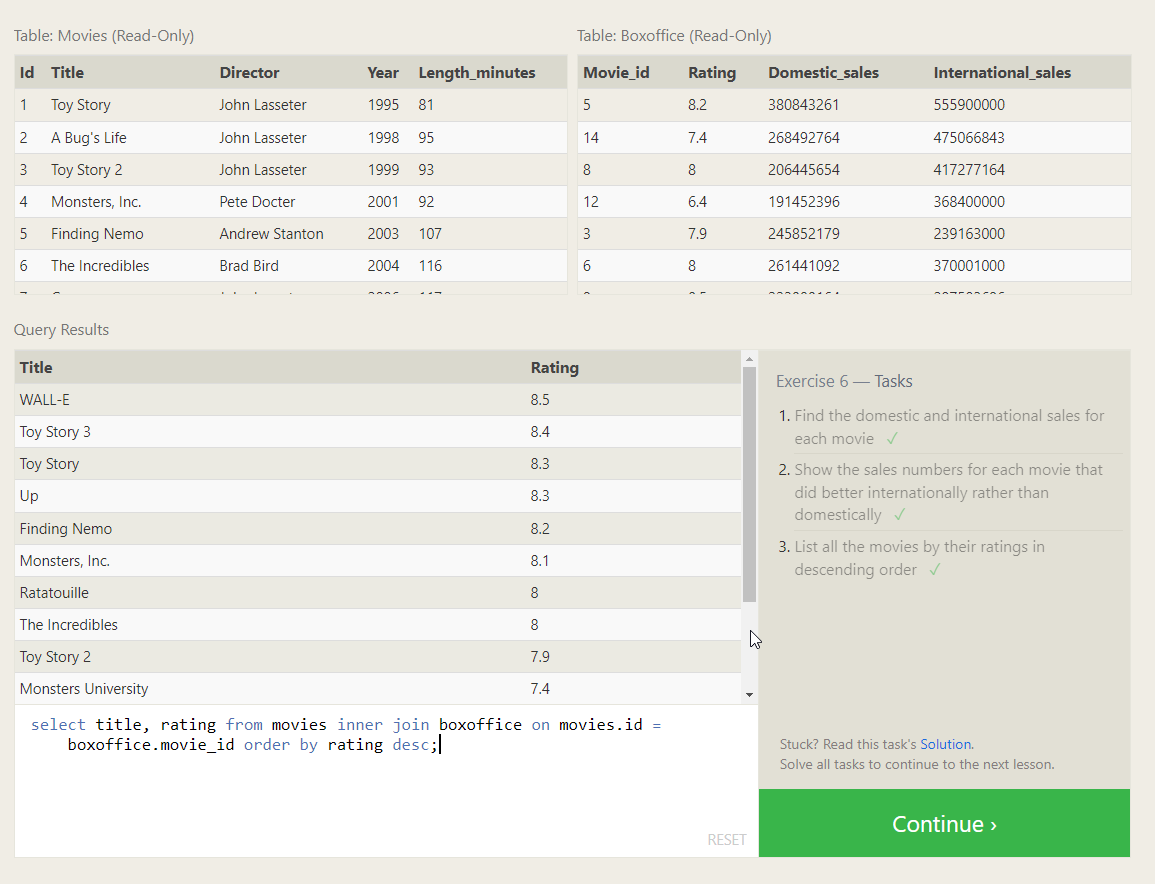 Table: Movies (Read-Only)
Id Title Director Year Length_minutes
1 Toy Story John Lasseter 1995 81
2 A Bug's Life John Lasseter 1998 95
3 Toy Story 2 John Lasseter 1999 93
4 Monsters, Inc. Pete Docter 2001 92
5 Finding Nemo Andrew Stanton 2003 107
6 The Incredibles Brad Bird 2004 116
Table: Boxoffice (Read-Only)
Movie_id Rating Domestic_sales International_sales
5 8.2 380843261 555900000
14 7.4 268492764 475066843
8 8 206445654 417277164
12 6.4 191452396 368400000
3 7.9 245852179 239163000
6 8 261441092 370001000
Query Results
Title Rating
WALL-E 8.5
Toy Story 3 8.4
Toy Story 8.3
Up 8.3
Finding Nemo 8.2
Monsters, Inc. 8.1
Ratatouille 8
The Incredibles 8
Toy Story 2 7.9
Monsters University 7.4
select title, rating from movies inner join boxoffice on movies.id =
boxoffice.movie_id order by rating desc;
RESET
Exercise 6 — Tasks
1. Find the domestic and international sales for
each movie ✓
2. Show the sales numbers for each movie that
did better internationally rather than
domestically ✓
3. List all the movies by their ratings in
descending order ✓
Stuck? Read this task's Solution.
Solve all tasks to continue to the next lesson.
Continue ›